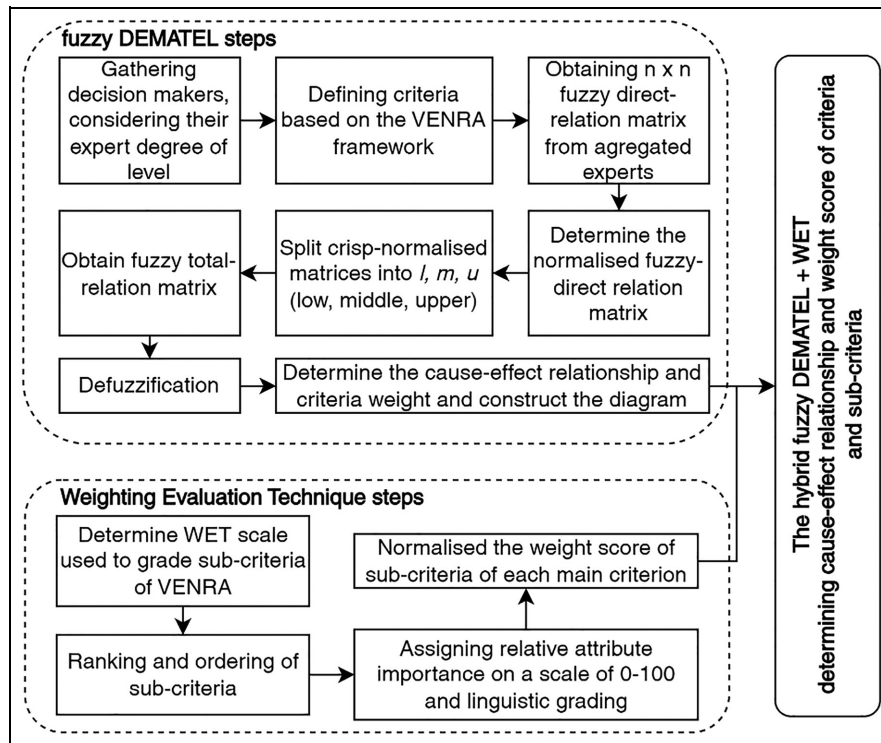 fuzzy DEMATEL steps
Gathering
decision makers,
considering their
expert degree of
level
Defining criteria
based on the VENRA
framework
Obtaining n x n
fuzzy direct-
relation matrix
from agregated
experts
Determine the
normalised fuzzy-
direct relation
matrix
Split crisp-normalised
matrices into l, m, u
(low, middle, upper)
Obtain fuzzy total-
relation matrix
Defuzzification
Determine the cause-effect relationship and
criteria weight and construct the diagram
Weighting Evaluation Technique steps
Determine WET scale
used to grade sub-criteria
of VENRA
Ranking and ordering of
sub-criteria
Assigning relative attribute
importance on a scale of 0-100
and linguistic grading
Normalised the weight score of
sub-criteria of each main criterion
The hybrid fuzzy DEMATEL + WET
determining cause-effect relationship and weight score of criteria
and sub-criteria